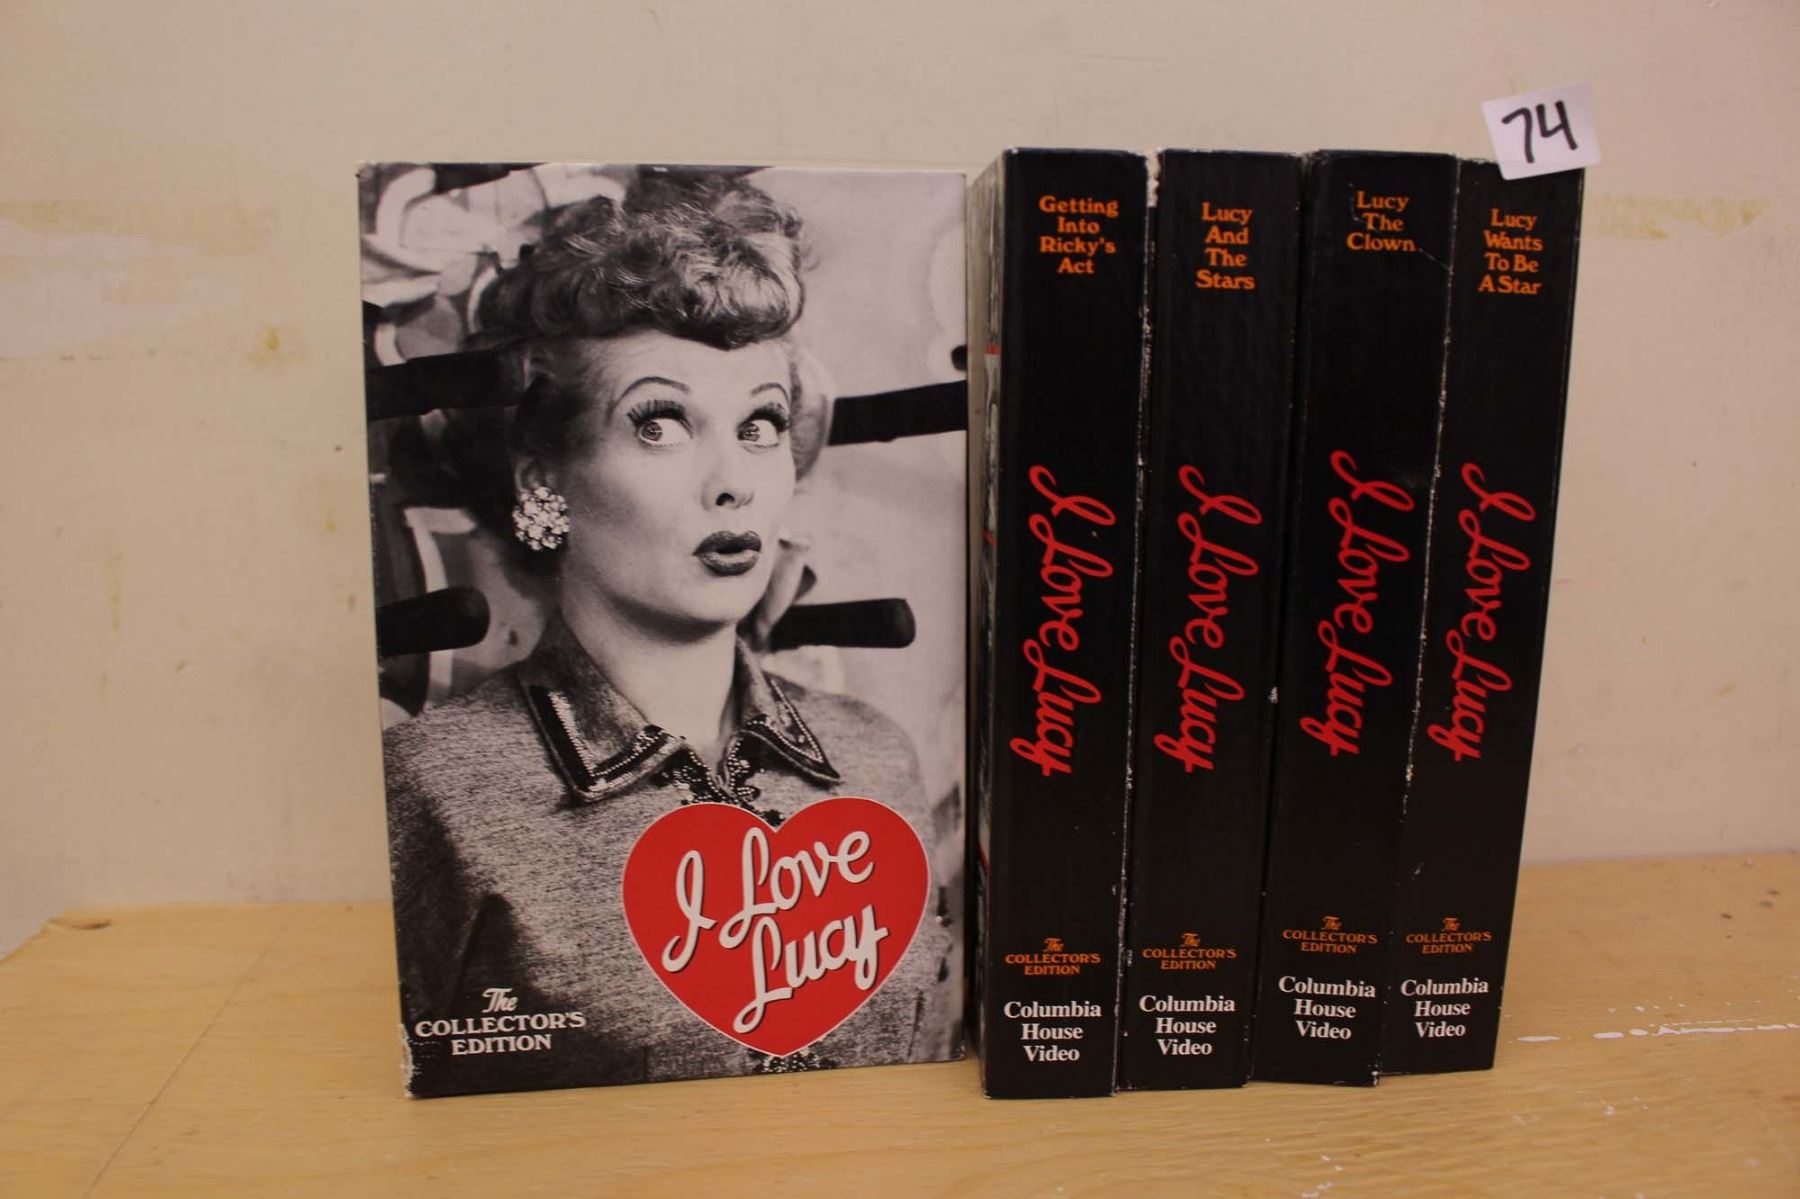 I Love
Lucy
The
COLLECTOR'S
EDITION
Getting
Into
Ricky's
Act
I Love Lucy
The
COLLECTOR'S
EDITION
Columbia
House
Video
Lucy
And
The
Stars
I Love Lucy
The
COLLECTOR'S
EDITION
Columbia
House
Video
Lucy
The
Clown
I Love Lucy
The
COLLECTOR'S
EDITION
Columbia
House
Video
74
Lucy
Wants
To Be
A Star
I Love Lucy
The
COLLECTOR'S
EDITION
Columbia
House
Video